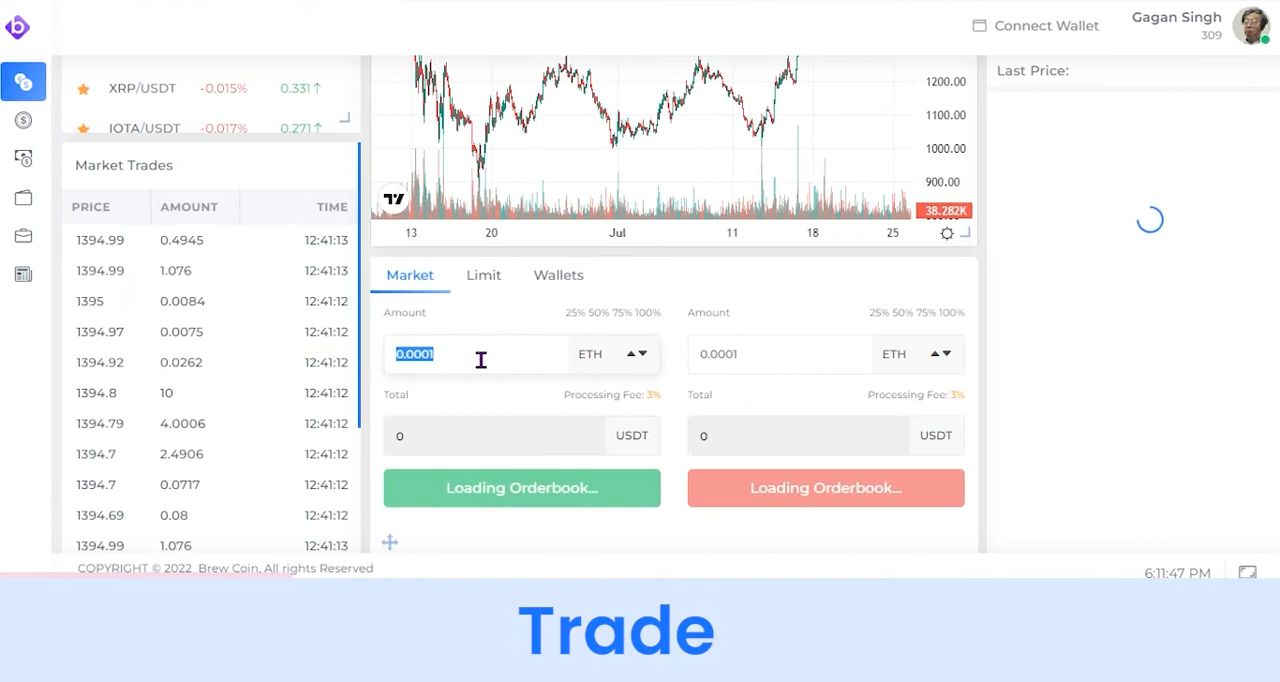 Connect Wallet
Gagan Singh
309
XRP/USDT -0.015% 0.331↑
IOTA/USDT -0.017% 0.271↑
Market Trades
PRICE AMOUNT TIME
1394.99 0.4945 12:41:13
1394.99 1.076 12:41:13
1395 0.0084 12:41:12
1394.97 0.0075 12:41:12
1394.92 0.0262 12:41:12
1394.8 10 12:41:12
1394.79 4.0006 12:41:12
1394.7 2.4906 12:41:12
1394.7 0.0717 12:41:12
1394.69 0.08 12:41:12
1394.99 1.076 12:41:13
1200.00
1100.00
1000.00
900.00
38.282K
13 20 Jul 11 18 25
Market Limit Wallets
Amount 25% 50% 75% 100%
0.0001 ETH
Total Processing Fee: 3%
0 USDT
Loading Orderbook...
Amount 25% 50% 75% 100%
0.0001 ETH
Total Processing Fee: 3%
0 USDT
Loading Orderbook...
Last Price:
COPYRIGHT © 2022 Brew Coin, All rights Reserved
6:11:47 PM
Trade